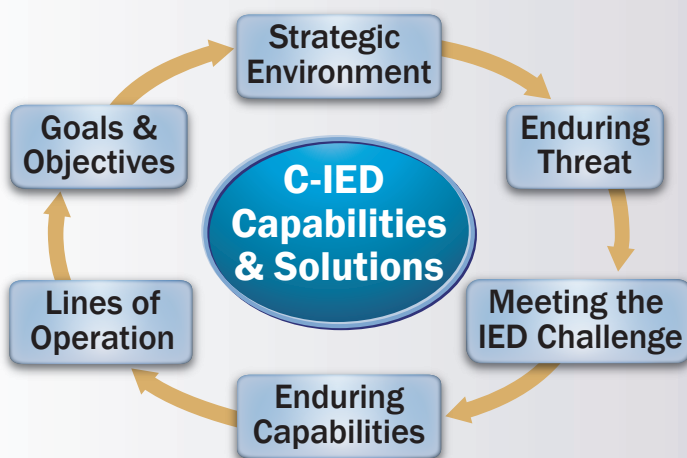 Strategic
Environment
Enduring
Threat
Meeting the
IED Challenge
Enduring
Capabilities
Lines of
Operation
Goals &
Objectives
C-IED
Capabilities
& Solutions